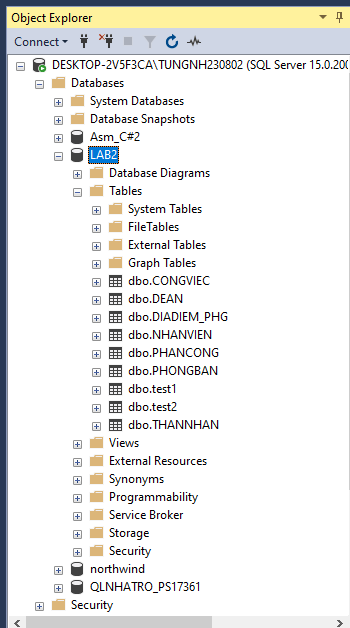 Object Explorer
Connect
DESKTOP-2V5F3CA\TUNGNH230802 (SQL Server 15.0.200
Databases
System Databases
Database Snapshots
Asm_C#2
LAB2
Database Diagrams
Tables
System Tables
FileTables
External Tables
Graph Tables
dbo.CONGVIEC
dbo.DEAN
dbo.DIADIEM_PHG
dbo.NHANVIEN
dbo.PHANCONG
dbo.PHONGBAN
dbo.test1
dbo.test2
dbo.THANNHAN
Views
External Resources
Synonyms
Programmability
Service Broker
Storage
Security
northwind
QLNHATRO_PS17361
Security